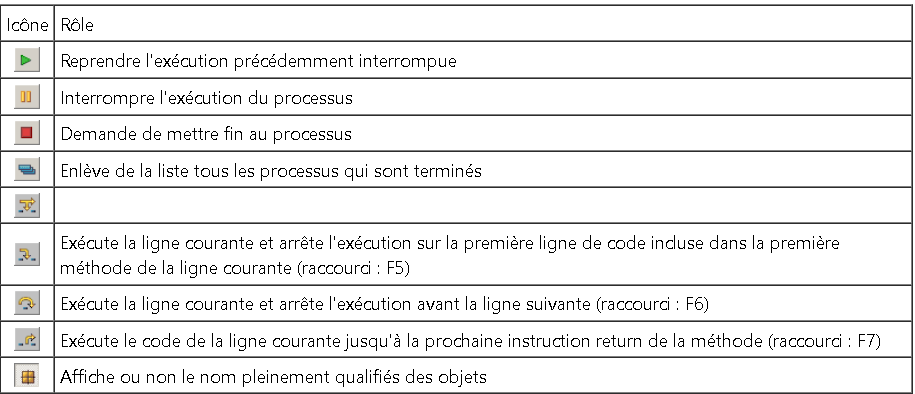 Icône Rôle
Reprendre l'exécution précédemment interrompue
Interrompre l'exécution du processus
Demande de mettre fin au processus
Enlève de la liste tous les processus qui sont terminés
Exécute la ligne courante et arrête l'exécution sur la première ligne de code incluse dans la première
méthode de la ligne courante (raccourci : F5)
Exécute la ligne courante et arrête l'exécution avant la ligne suivante (raccourci : F6)
Exécute le code de la ligne courante jusqu'à la prochaine instruction return de la méthode (raccourci : F7)
Affiche ou non le nom pleinement qualifiés des objets